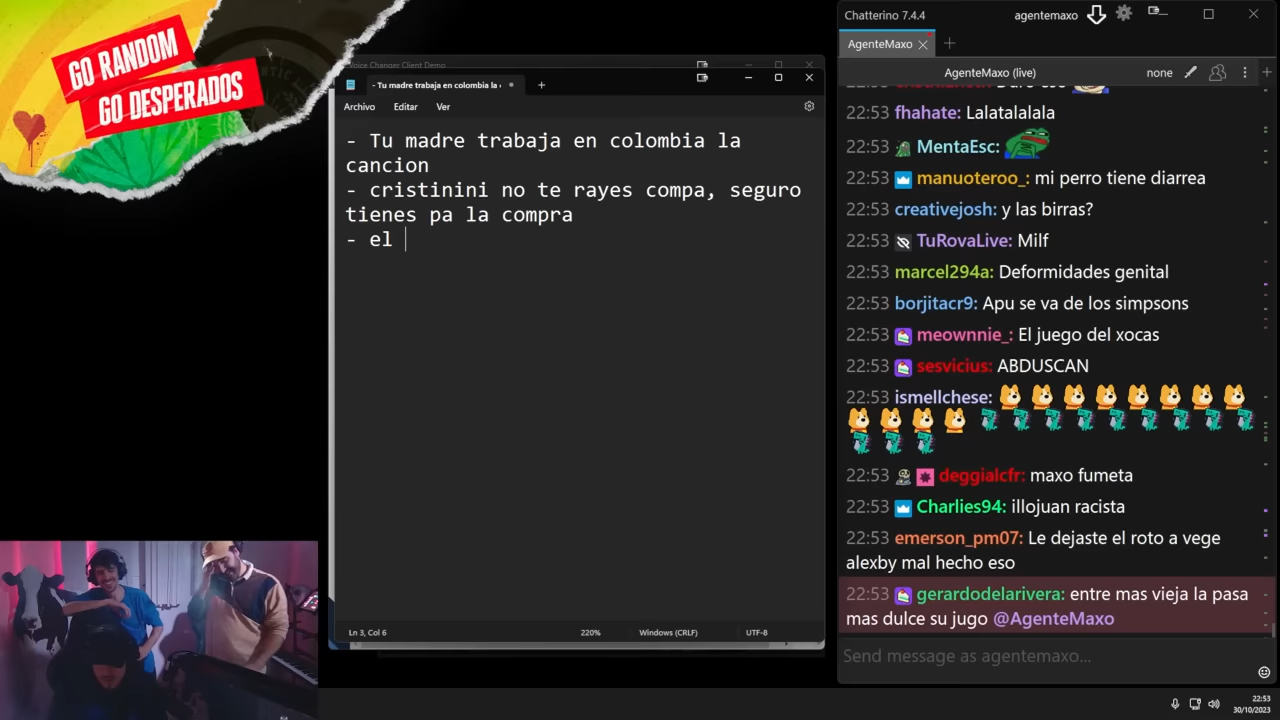 GO RANDOM
GO DESPERADOS
- Tu madre trabaja en colombia la
+
Archivo Editar Ver
- Tu madre trabaja en colombia la
cancion
- cristinini no te rayes compa, seguro
tienes pa la compra
- el
Ln 3, Col 6 220% Windows (CRLF) UTF-8
Chatterino 7.4.4 agentemaxo
AgenteMaxo
AgenteMaxo (live) none
fhahate: Lalatalalala
22:53 MentaEsc:
22:53 manuoteroo_: mi perro tiene diarrea
22:53 creativejosh: y las birras?
22:53 TuRovaLive: Milf
22:53 marcel294a: Deformidades genital
22:53 borjitacr9: Apu se va de los simpsons
22:53 meownnie_: El juego del xocas
22:53 sesvicius: ABDUSCAN
22:53 ismellchese:
22:53 deggialcfr: maxo fumeta
22:53 Charlies94: illojuan racista
22:53 emerson_pm07: Le dejaste el roto a vege
alexby mal hecho eso
22:53 gerardodelarivera: entre mas vieja la pasa
mas dulce su jugo @AgenteMaxo
Send message as agentemaxo...
22:53
30/10/2023